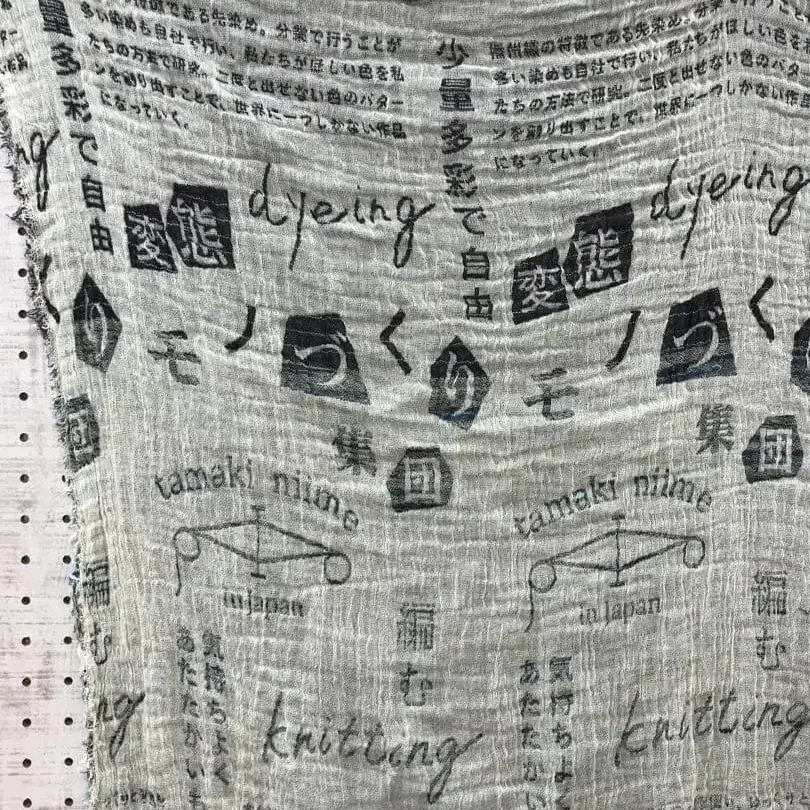 多い染めも自社で行い、私たちがほしい色を私
たちの方法で研究。二度と出せない色のパター
ンを創り出すことで、世界に一つしかない作品
になっていく。
量多彩で自由
播州織の特徴である先染め。分業で行うことが
多い染めも自社で行い、私たちがほしい色を
たちの方法で研究。二度と出せない色のパタ
ンを創り出すことで、世界に一つしかない
になっていく。
少量多彩で自由
dyeing
dyeing
変態
変態
り
モノづくり
モノづく
集団
集団
団
tamaki niime
in japan
tamaki niime
in japan
編む
編む
編む
気持ちよく
あたたかい
気持ちよく
あたたかい
ng
knitting
knitting